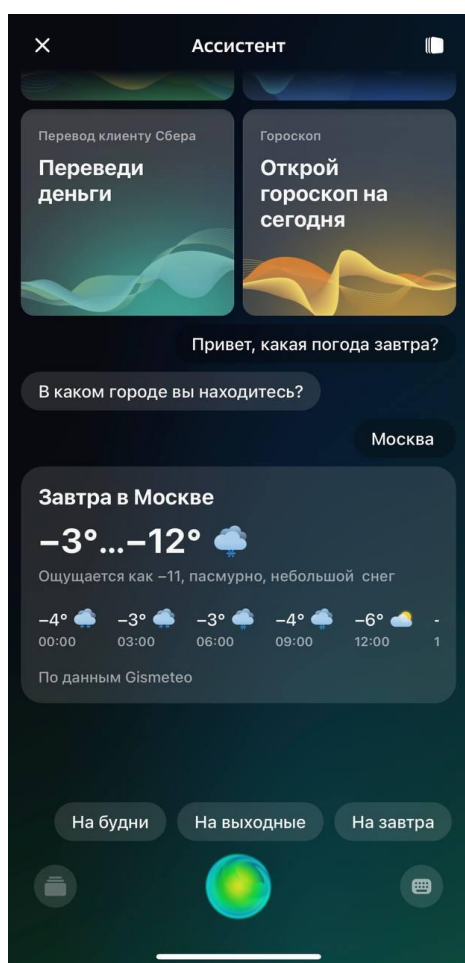 Ассистент
Перевод клиенту Сбера
Переведи
деньги
Гороскоп
Открой
гороскоп на
сегодня
Привет, какая погода завтра?
В каком городе вы находитесь?
Москва
Завтра в Москве
−3°...−12°
Ощущается как −11, пасмурно, небольшой снег
−4° −3° −3° −4° −6° -
00:00 03:00 06:00 09:00 12:00 1
По данным Gismeteo
На будни На выходные На завтра